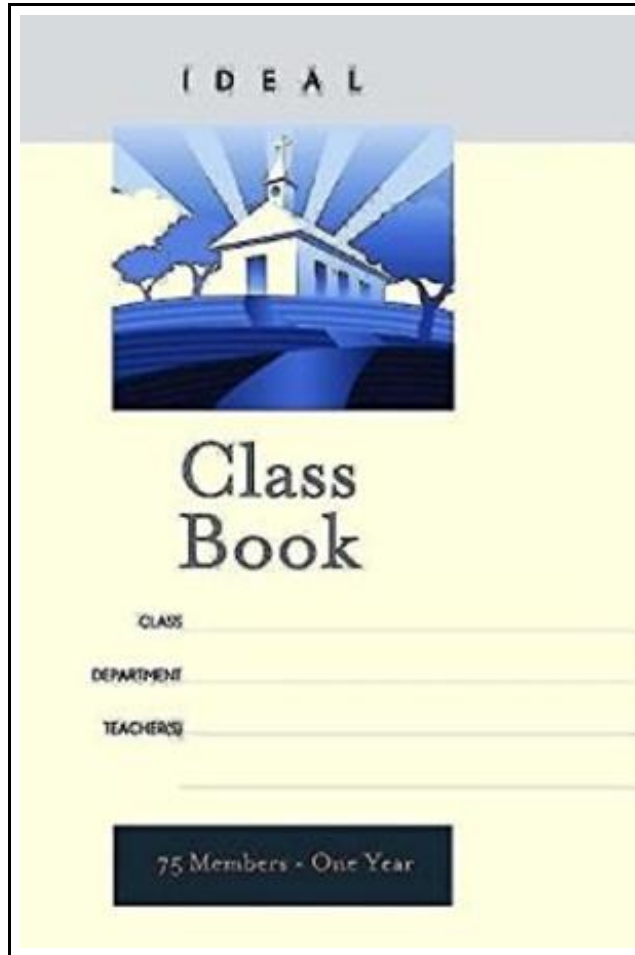 IDEAL
Class
Book
CLASS
DEPARTMENT
TEACHER(S)
75 Members - One Year